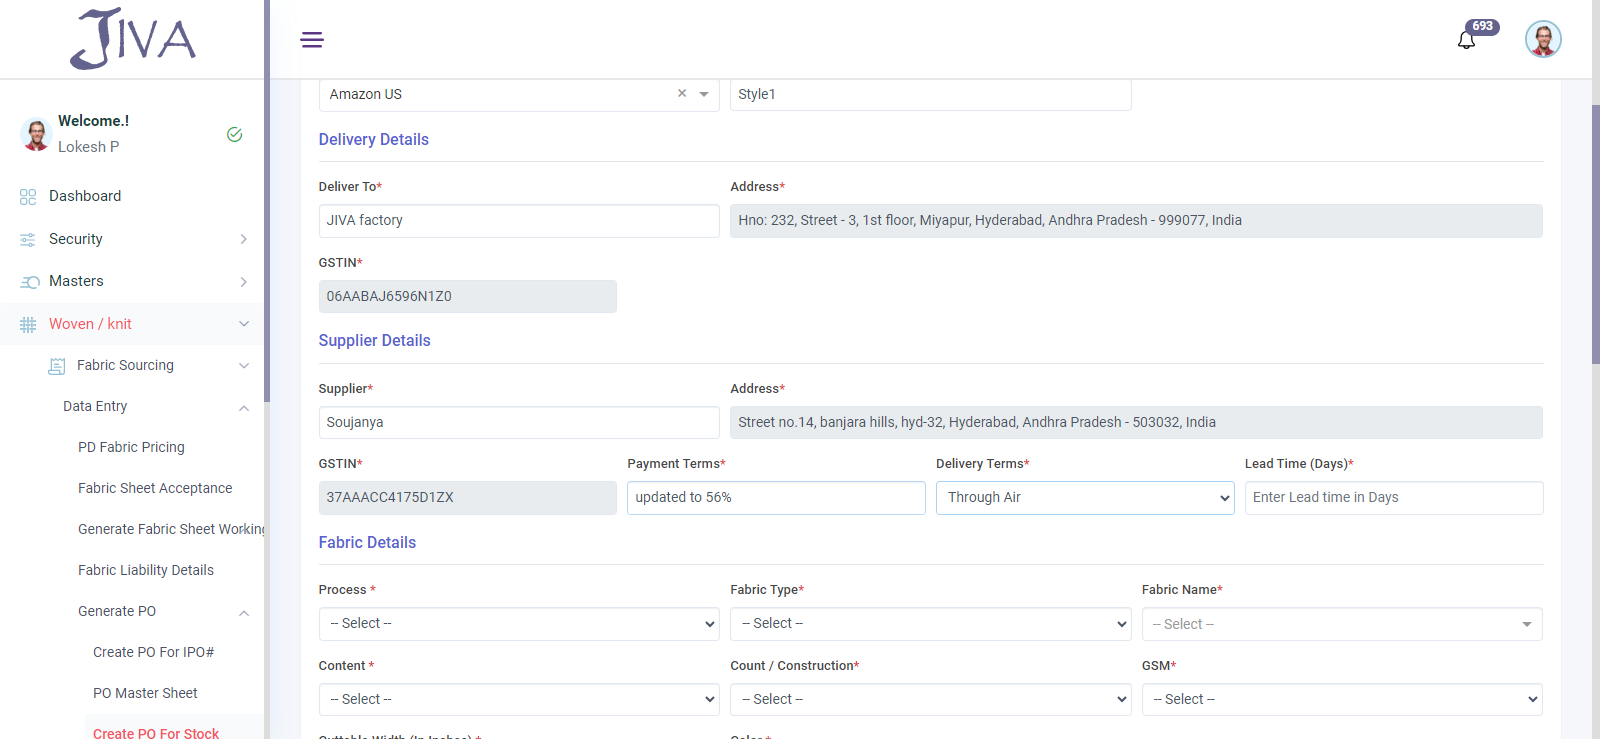 JIVA
693
Welcome.!
Lokesh P
Dashboard
Security
Masters
Woven / knit
Fabric Sourcing
Data Entry
PD Fabric Pricing
Fabric Sheet Acceptance
Generate Fabric Sheet Working
Fabric Liability Details
Generate PO
Create PO For IPO#
PO Master Sheet
Create PO For Stock
Amazon US × Style1
Delivery Details
Deliver To* Address*
JIVA factory Hno: 232, Street - 3, 1st floor, Miyapur, Hyderabad, Andhra Pradesh - 999077, India
GSTIN*
06AABAJ6596N1Z0
Supplier Details
Supplier* Address*
Soujanya Street no.14, banjara hills, hyd-32, Hyderabad, Andhra Pradesh - 503032, India
GSTIN* Payment Terms* Delivery Terms* Lead Time (Days)*
37AAACC4175D1ZX updated to 56% Through Air Enter Lead time in Days
Fabric Details
Process * Fabric Type* Fabric Name*
-- Select -- -- Select -- -- Select --
Content * Count / Construction* GSM*
-- Select -- -- Select -- -- Select --
Cuttable Width (In Inches) * Color *